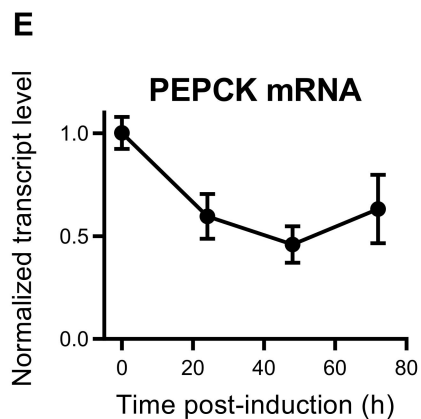 E
PEPCK mRNA
Normalized transcript level
1.0
0.5
0.0
0 20 40 60 80
Time post-induction (h)